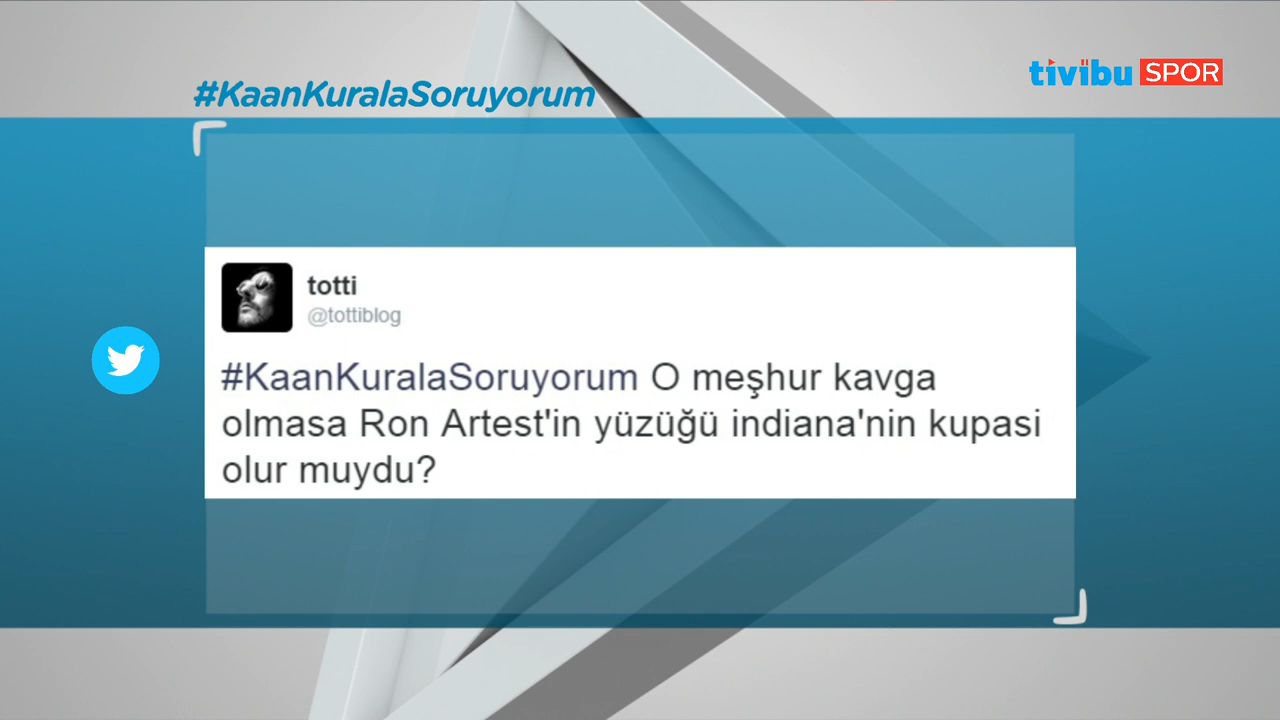 #KaanKuralaSoruyorum
tivibu SPOR
totti
@tottiblog
#KaanKuralaSoruyorum O meşhur kavga
olmasa Ron Artest'in yüzüğü indiana'nin kupasi
olur muydu?